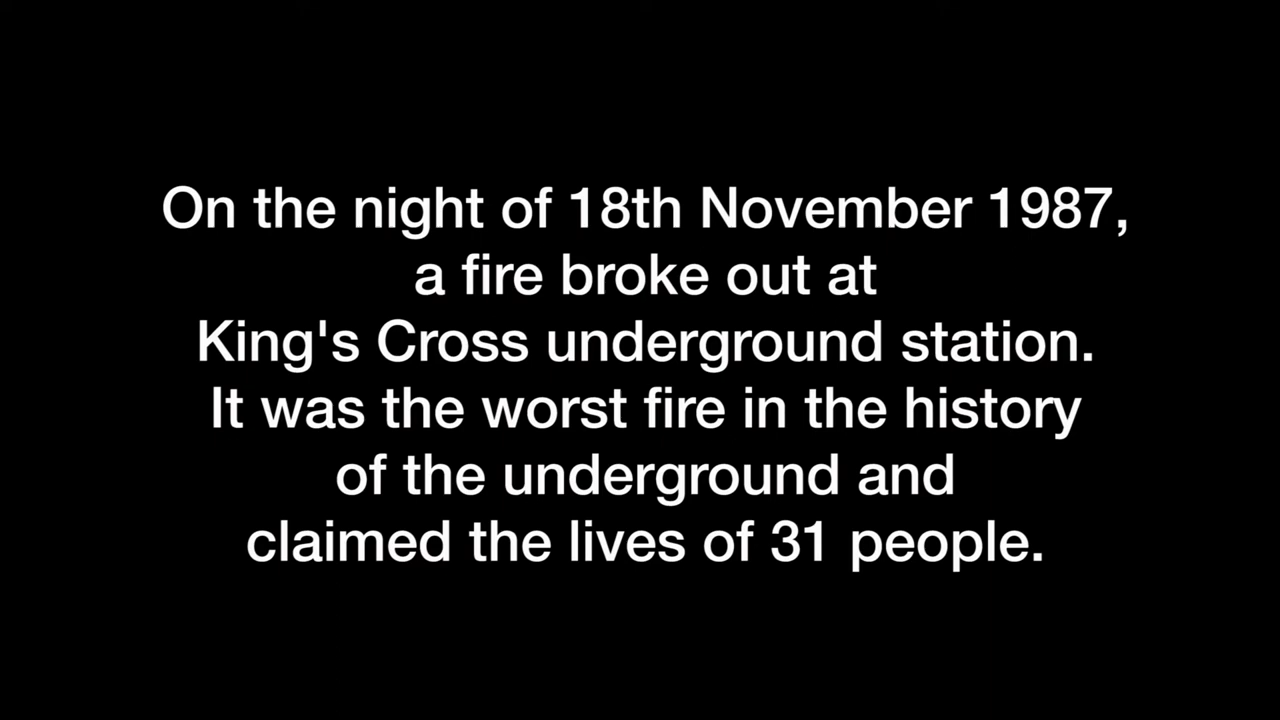 On the night of 18th November 1987,
a fire broke out at
King's Cross underground station.
It was the worst fire in the history
of the underground and
claimed the lives of 31 people.